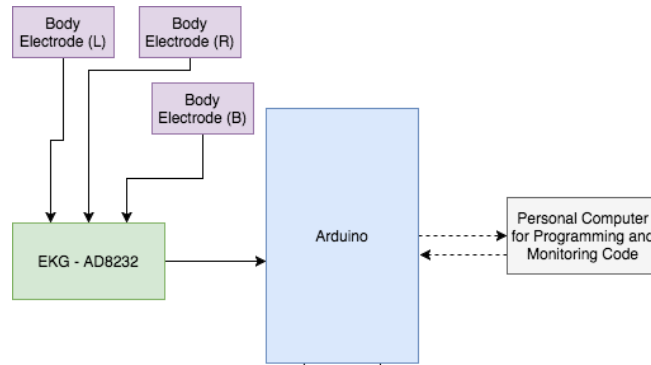 Body
Electrode (L)
Body
Electrode (R)
Body
Electrode (B)
EKG - AD8232
Arduino
Personal Computer
for Programming and
Monitoring Code